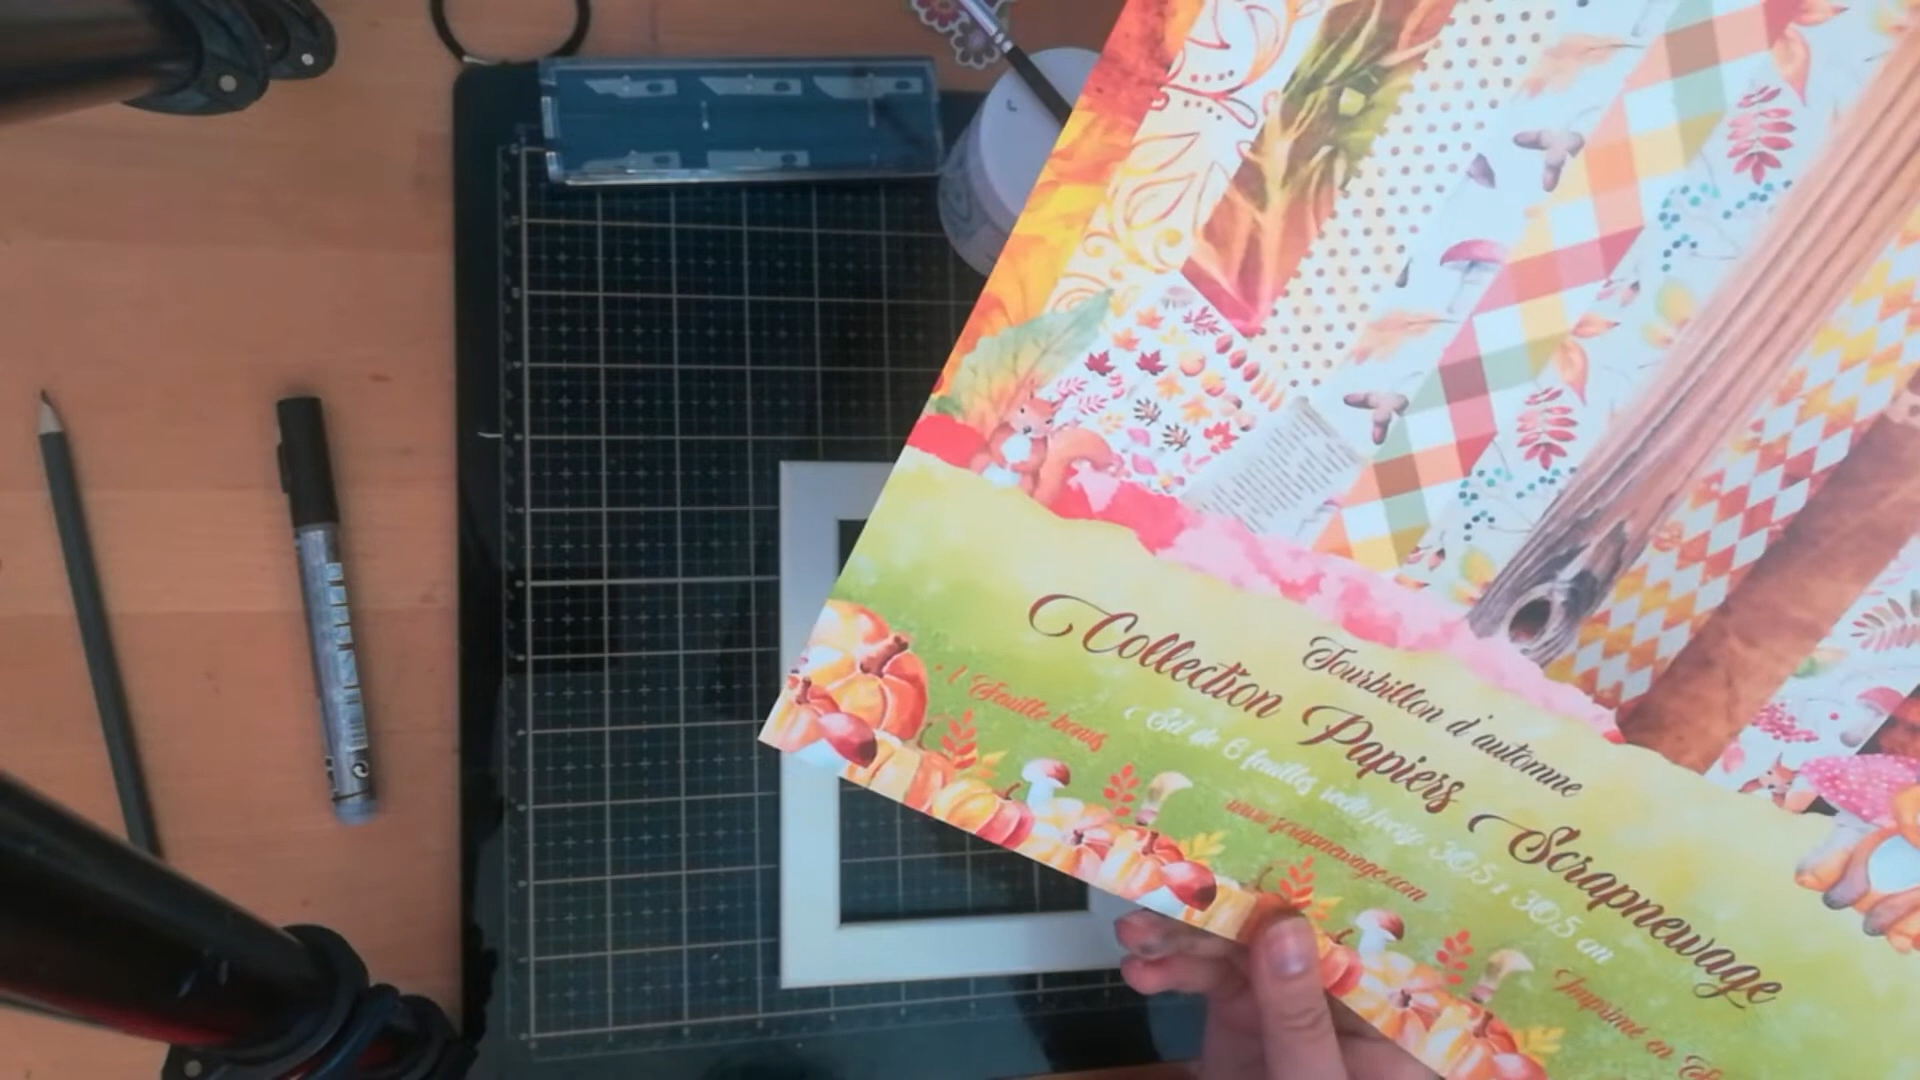 Tourbillon d'automne
Collection Papiers Scrapnewage
Set de 6 feuilles recto/verso 30,5 x 30,5 cm
+ 1 feuille bonus
www.scrapnewage.com
Imprimé en